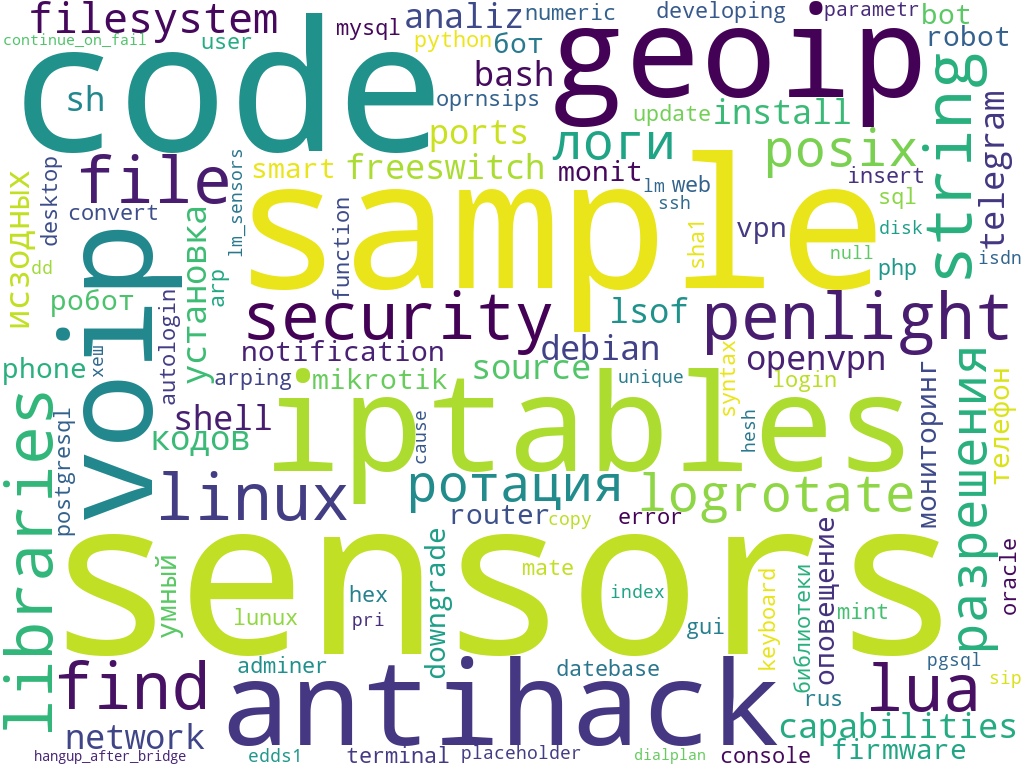 filesystem
analiz
numeric
developing
parametr
bot
continue_on_fail
user
mysql
python
бот
robot
code
geoip
sh
bash
oprnsips
update
install
string
telegram
ports
логи
posix
desktop
file
lm_sensors
smart
freeswitch
monit
lm
web
insert
исзодных
convert
установка
function
sample
ssh
sha1
vpn
sql
disk
null
php
isdn
dd
робот
arp
voip
autologin
security
lsof
penlight
хеш
notification
debian
openvpn
phone
arping
mikrotik
source
unique
syntax
login
мониторинг
разрешения
телефон
libraries
postgresql
shell
кодов
iptables
cause
hesh
linux
ротация
logrotate
router
copy
error
sensors
умный
downgrade
mate
оповещение
oracle
hex
index
keyboard
библиотеки
mint
lunux
pri
gui
find
adminer
antihack
datebase
rus
lua
pgsql
sip
network
capabilities
hangup_after_bridge
edds1
terminal
placeholder
dialplan
console
firmware